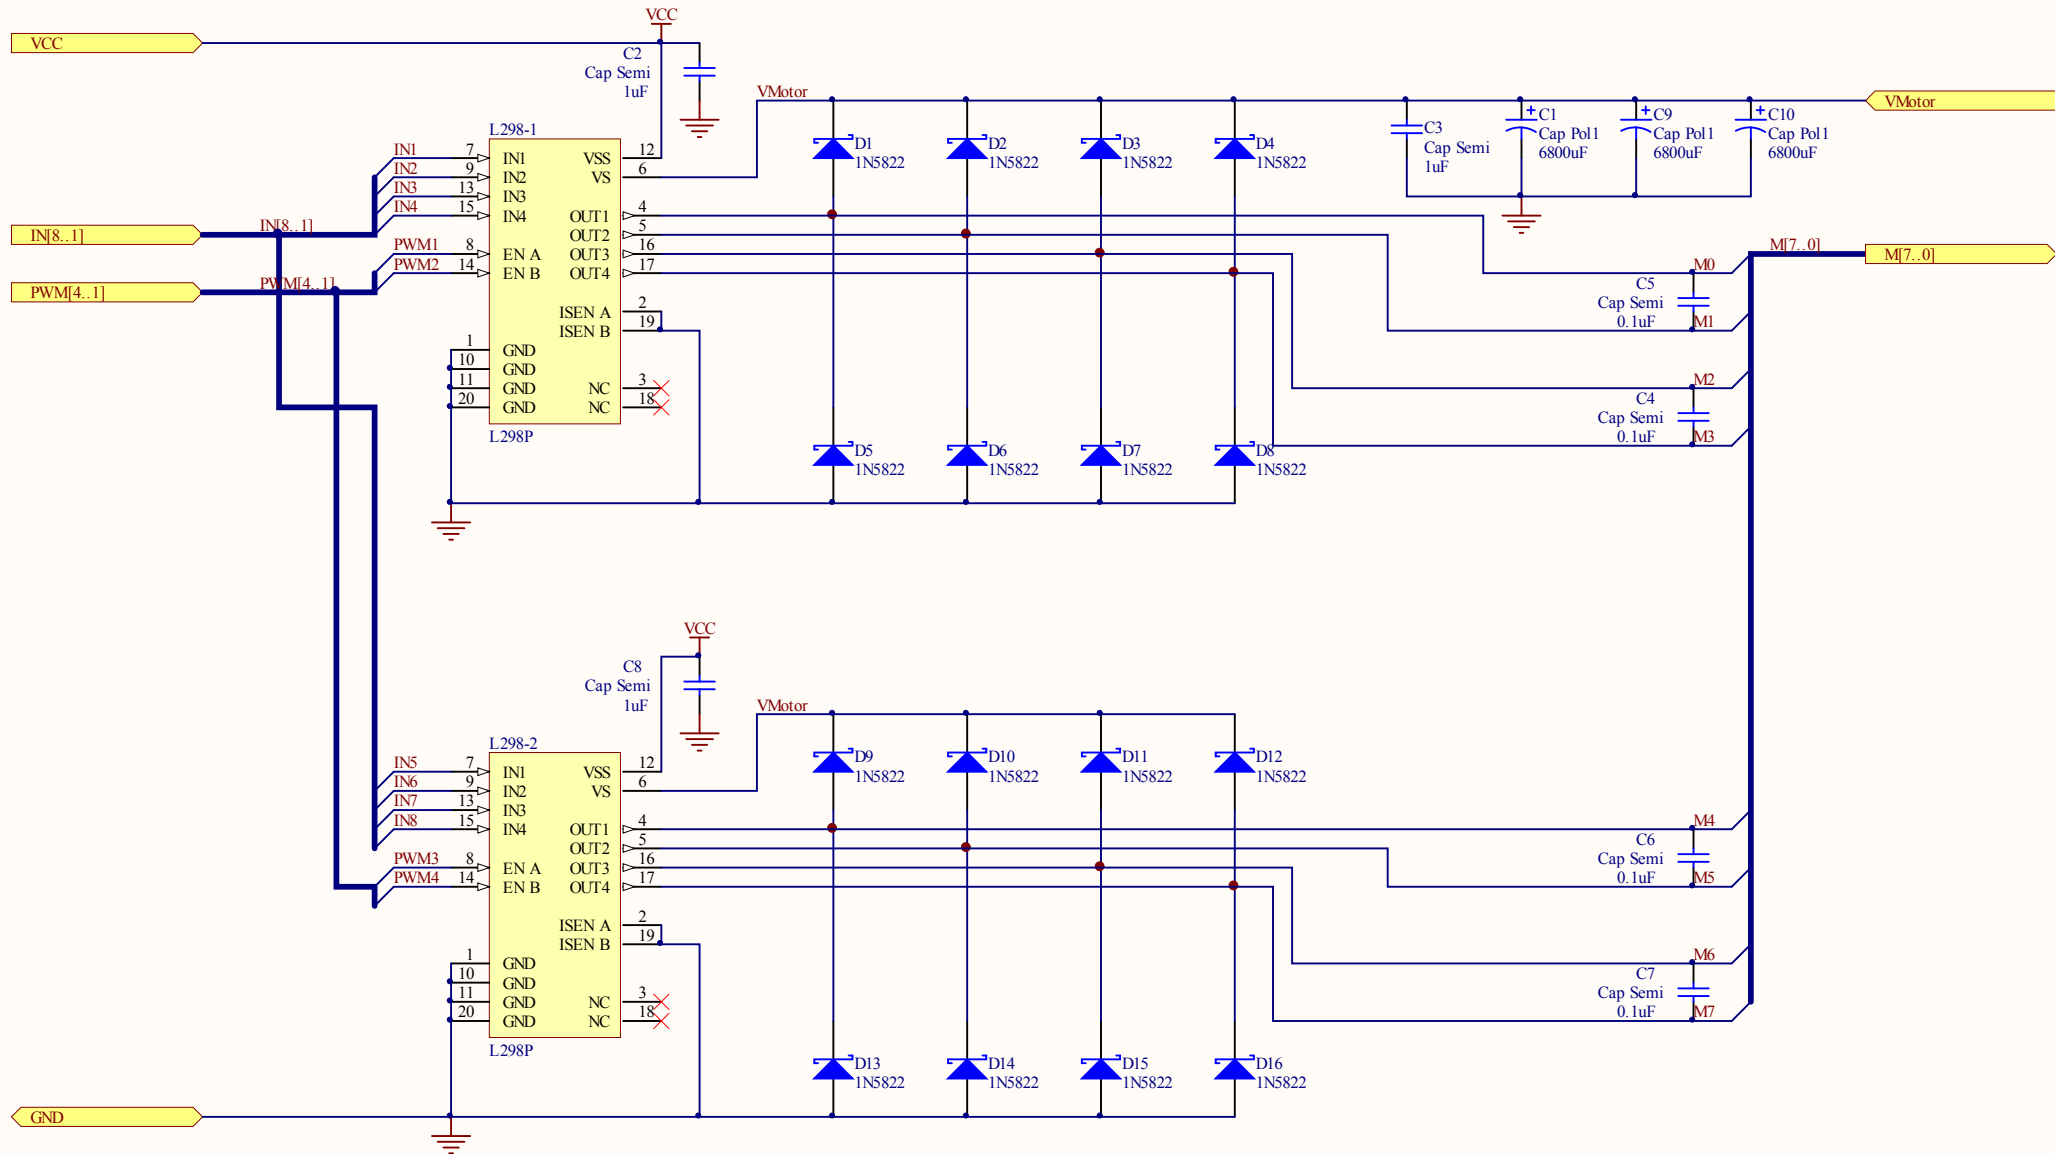 VCC
VCC
C2
Cap Semi
1uF
VMotor
VMotor
D1
1N5822
D2
1N5822
D3
1N5822
D4
1N5822
C3
Cap Semi
1uF
C1
Cap Pol1
6800uF
C9
Cap Pol1
6800uF
C10
Cap Pol1
6800uF
L298-1
IN1 7 IN1
IN2 9 IN2
IN3 13 IN3
IN4 15 IN4
PWM1 8 EN A
PWM2 14 EN B
1 GND
10 GND
11 GND
20 GND
VSS 12
VS 6
OUT1 4
OUT2 5
OUT3 16
OUT4 17
ISEN A 2
ISEN B 19
NC 3
NC 18
L298P
IN[8..1]
IN[8..1]
PWM[4..1]
PWM[4..1]
M[7..0]
M[7..0]
M0
C5
Cap Semi
0.1uF
M1
M2
C4
Cap Semi
0.1uF
M3
D5
1N5822
D6
1N5822
D7
1N5822
D8
1N5822
VCC
C8
Cap Semi
1uF
VMotor
D9
1N5822
D10
1N5822
D11
1N5822
D12
1N5822
L298-2
IN5 7 IN1
IN6 9 IN2
IN7 13 IN3
IN8 15 IN4
PWM3 8 EN A
PWM4 14 EN B
1 GND
10 GND
11 GND
20 GND
VSS 12
VS 6
OUT1 4
OUT2 5
OUT3 16
OUT4 17
ISEN A 2
ISEN B 19
NC 3
NC 18
L298P
M4
C6
Cap Semi
0.1uF
M5
M6
C7
Cap Semi
0.1uF
M7
D13
1N5822
D14
1N5822
D15
1N5822
D16
1N5822
GND